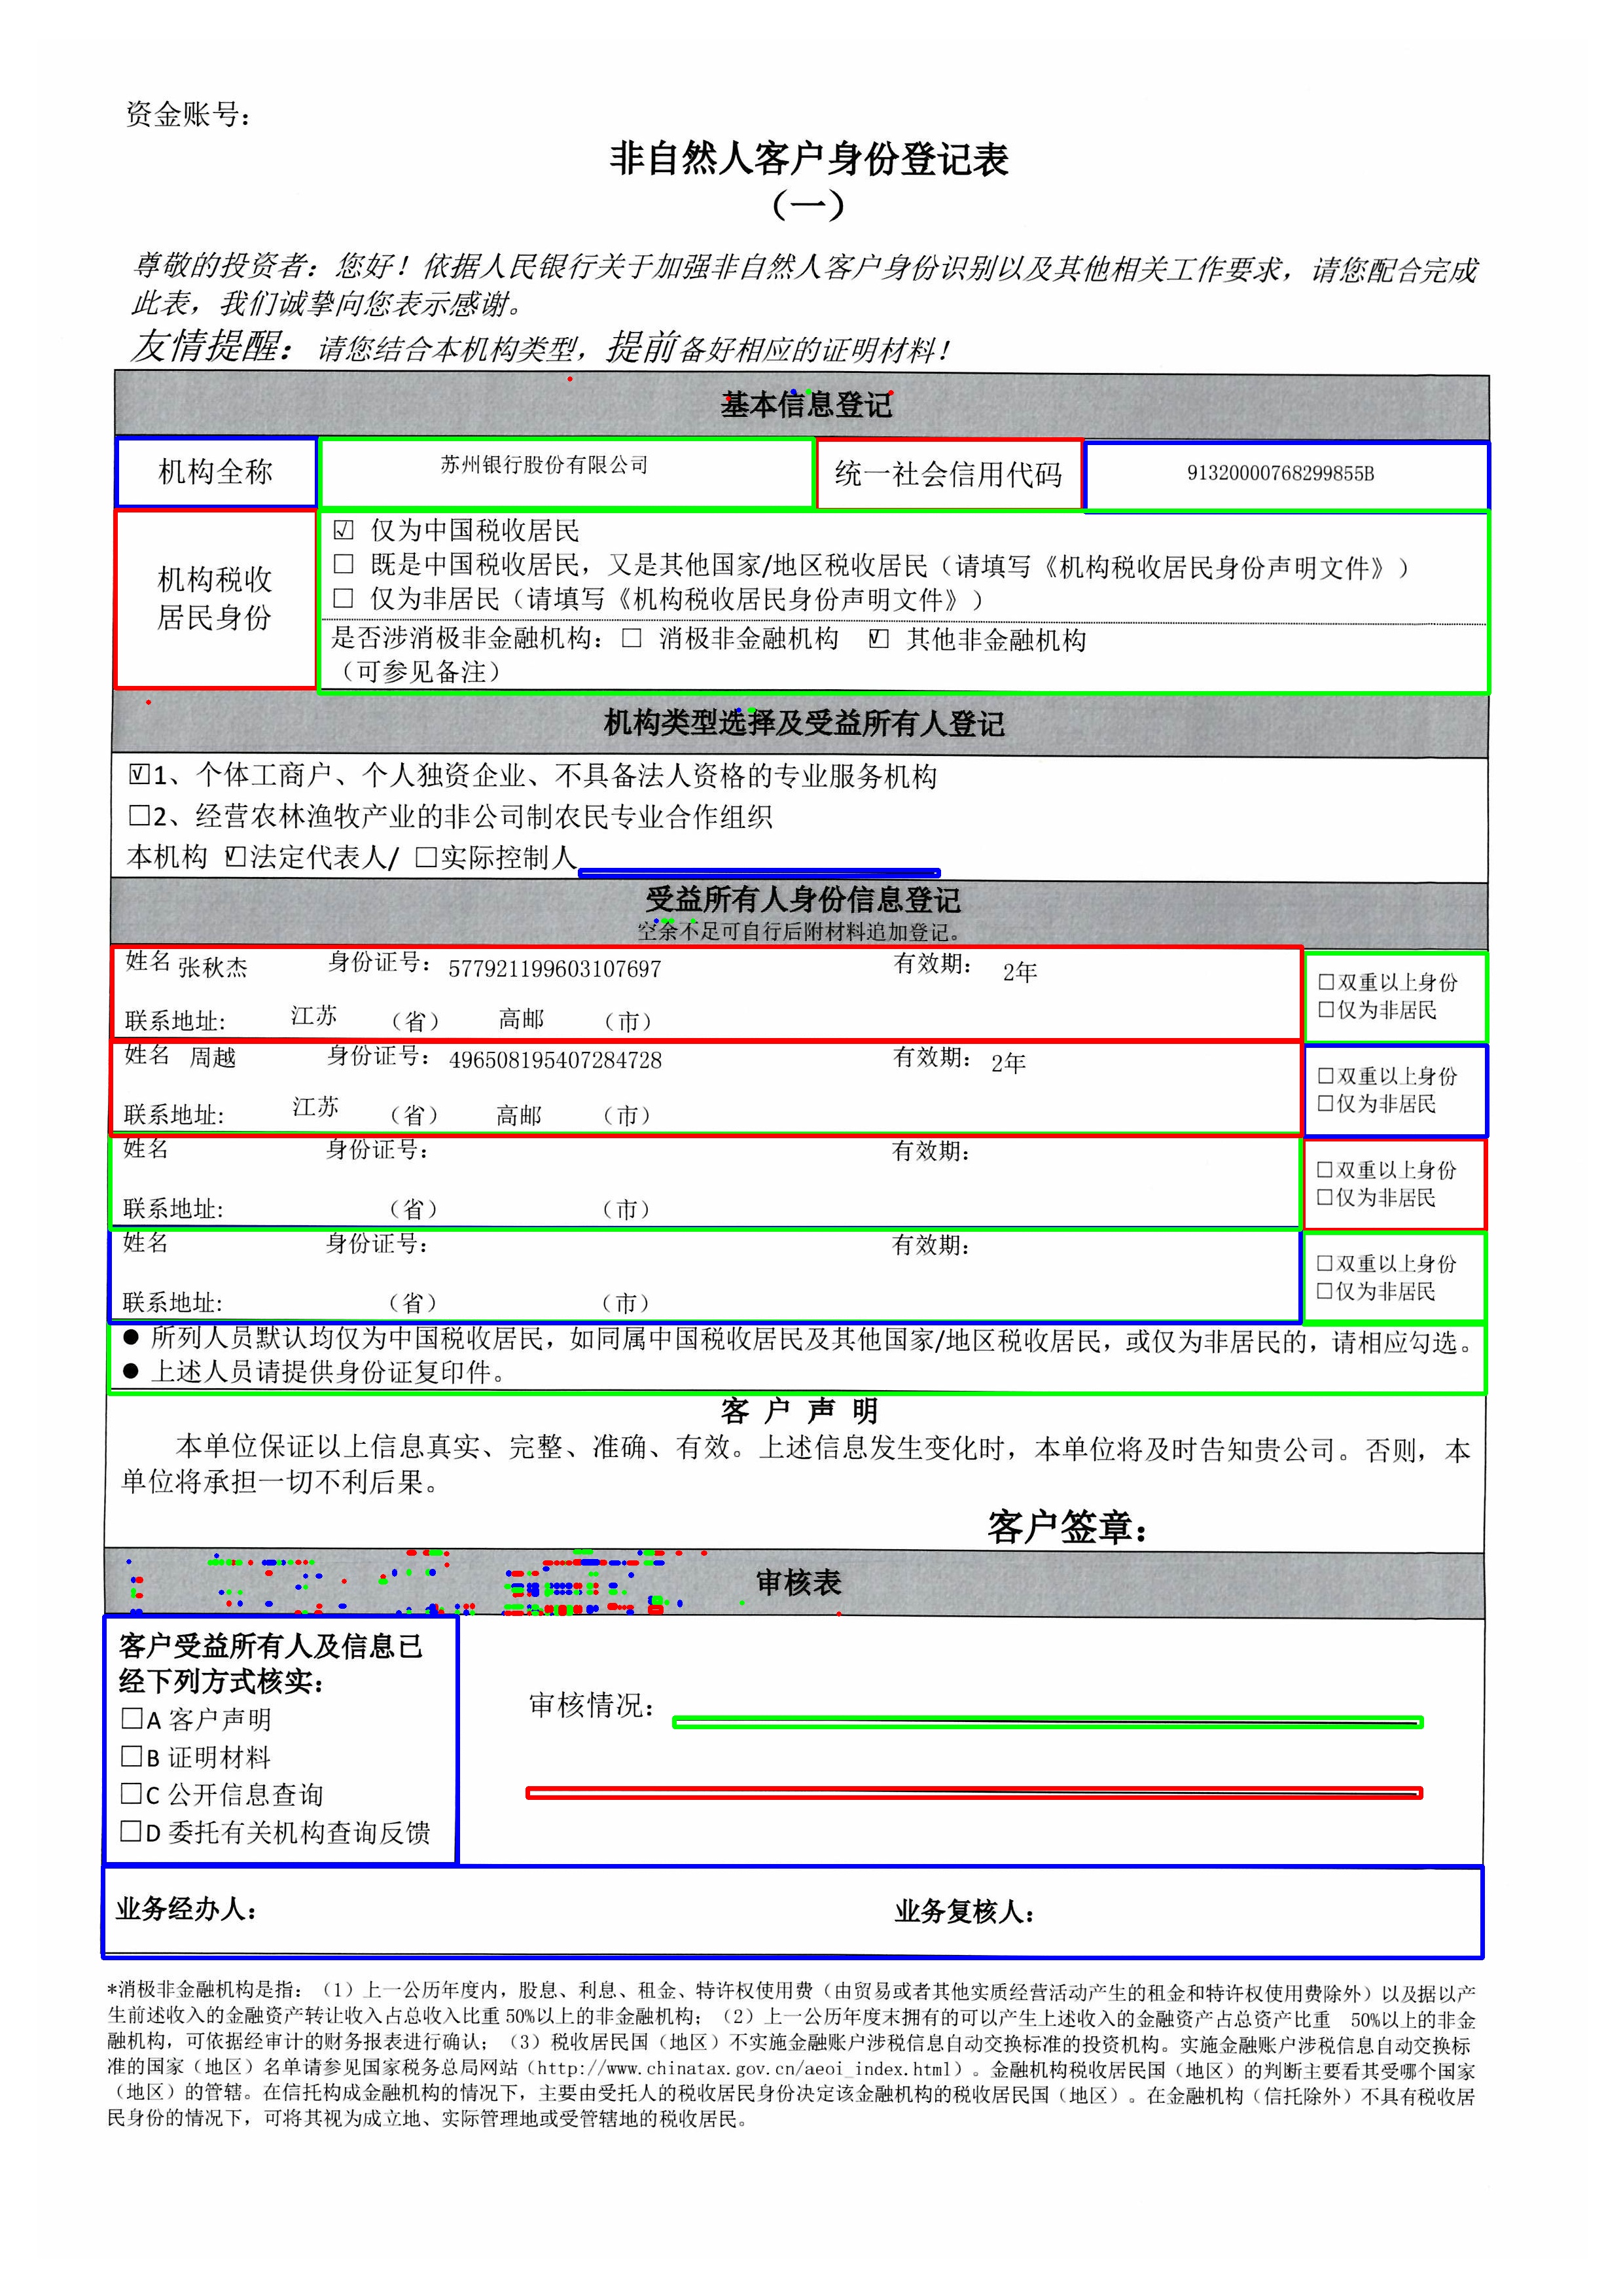 资金账号：
非自然人客户身份登记表
（一）
尊敬的投资者：您好！依据人民银行关于加强非自然人客户身份识别以及其他相关工作要求，请您配合完成
此表，我们诚挚向您表示感谢。
友情提醒：请您结合本机构类型，提前备好相应的证明材料！
基本信息登记
机构全称 苏州银行股份有限公司 统一社会信用代码 91320000768299855B
机构税收
居民身份
☑ 仅为中国税收居民
□ 既是中国税收居民，又是其他国家/地区税收居民（请填写《机构税收居民身份声明文件》）
□ 仅为非居民（请填写《机构税收居民身份声明文件》）
是否涉消极非金融机构：□ 消极非金融机构 ☑ 其他非金融机构
（可参见备注）
机构类型选择及受益所有人登记
☑1、个体工商户、个人独资企业、不具备法人资格的专业服务机构
□2、经营农林渔牧产业的非公司制农民专业合作组织
本机构 ☑法定代表人/ □实际控制人
受益所有人身份信息登记
空余不足可自行后附材料追加登记。
姓名 张秋杰 身份证号：577921199603107697 有效期： 2年
联系地址: 江苏 （省） 高邮 （市）
□双重以上身份
□仅为非居民
姓名 周越 身份证号：496508195407284728 有效期： 2年
联系地址: 江苏 （省） 高邮 （市）
□双重以上身份
□仅为非居民
姓名 身份证号： 有效期：
联系地址: （省） （市）
□双重以上身份
□仅为非居民
姓名 身份证号： 有效期：
联系地址: （省） （市）
□双重以上身份
□仅为非居民
● 所列人员默认均仅为中国税收居民，如同属中国税收居民及其他国家/地区税收居民，或仅为非居民的，请相应勾选。
● 上述人员请提供身份证复印件。
客 户 声 明
本单位保证以上信息真实、完整、准确、有效。上述信息发生变化时，本单位将及时告知贵公司。否则，本
单位将承担一切不利后果。
客户签章：
审核表
客户受益所有人及信息已
经下列方式核实：
□A 客户声明
□B 证明材料
□C 公开信息查询
□D 委托有关机构查询反馈
审核情况：
业务经办人： 业务复核人：
*消极非金融机构是指：（1）上一公历年度内，股息、利息、租金、特许权使用费（由贸易或者其他实质经营活动产生的租金和特许权使用费除外）以及据以产
生前述收入的金融资产转让收入占总收入比重 50%以上的非金融机构；（2）上一公历年度末拥有的可以产生上述收入的金融资产占总资产比重 50%以上的非金
融机构，可依据经审计的财务报表进行确认；（3）税收居民国（地区）不实施金融账户涉税信息自动交换标准的投资机构。实施金融账户涉税信息自动交换标
准的国家（地区）名单请参见国家税务总局网站（http://www.chinatax.gov.cn/aeoi_index.html）。金融机构税收居民国（地区）的判断主要看其受哪个国家
（地区）的管辖。在信托构成金融机构的情况下，主要由受托人的税收居民身份决定该金融机构的税收居民国（地区）。在金融机构（信托除外）不具有税收居
民身份的情况下，可将其视为成立地、实际管理地或受管辖地的税收居民。